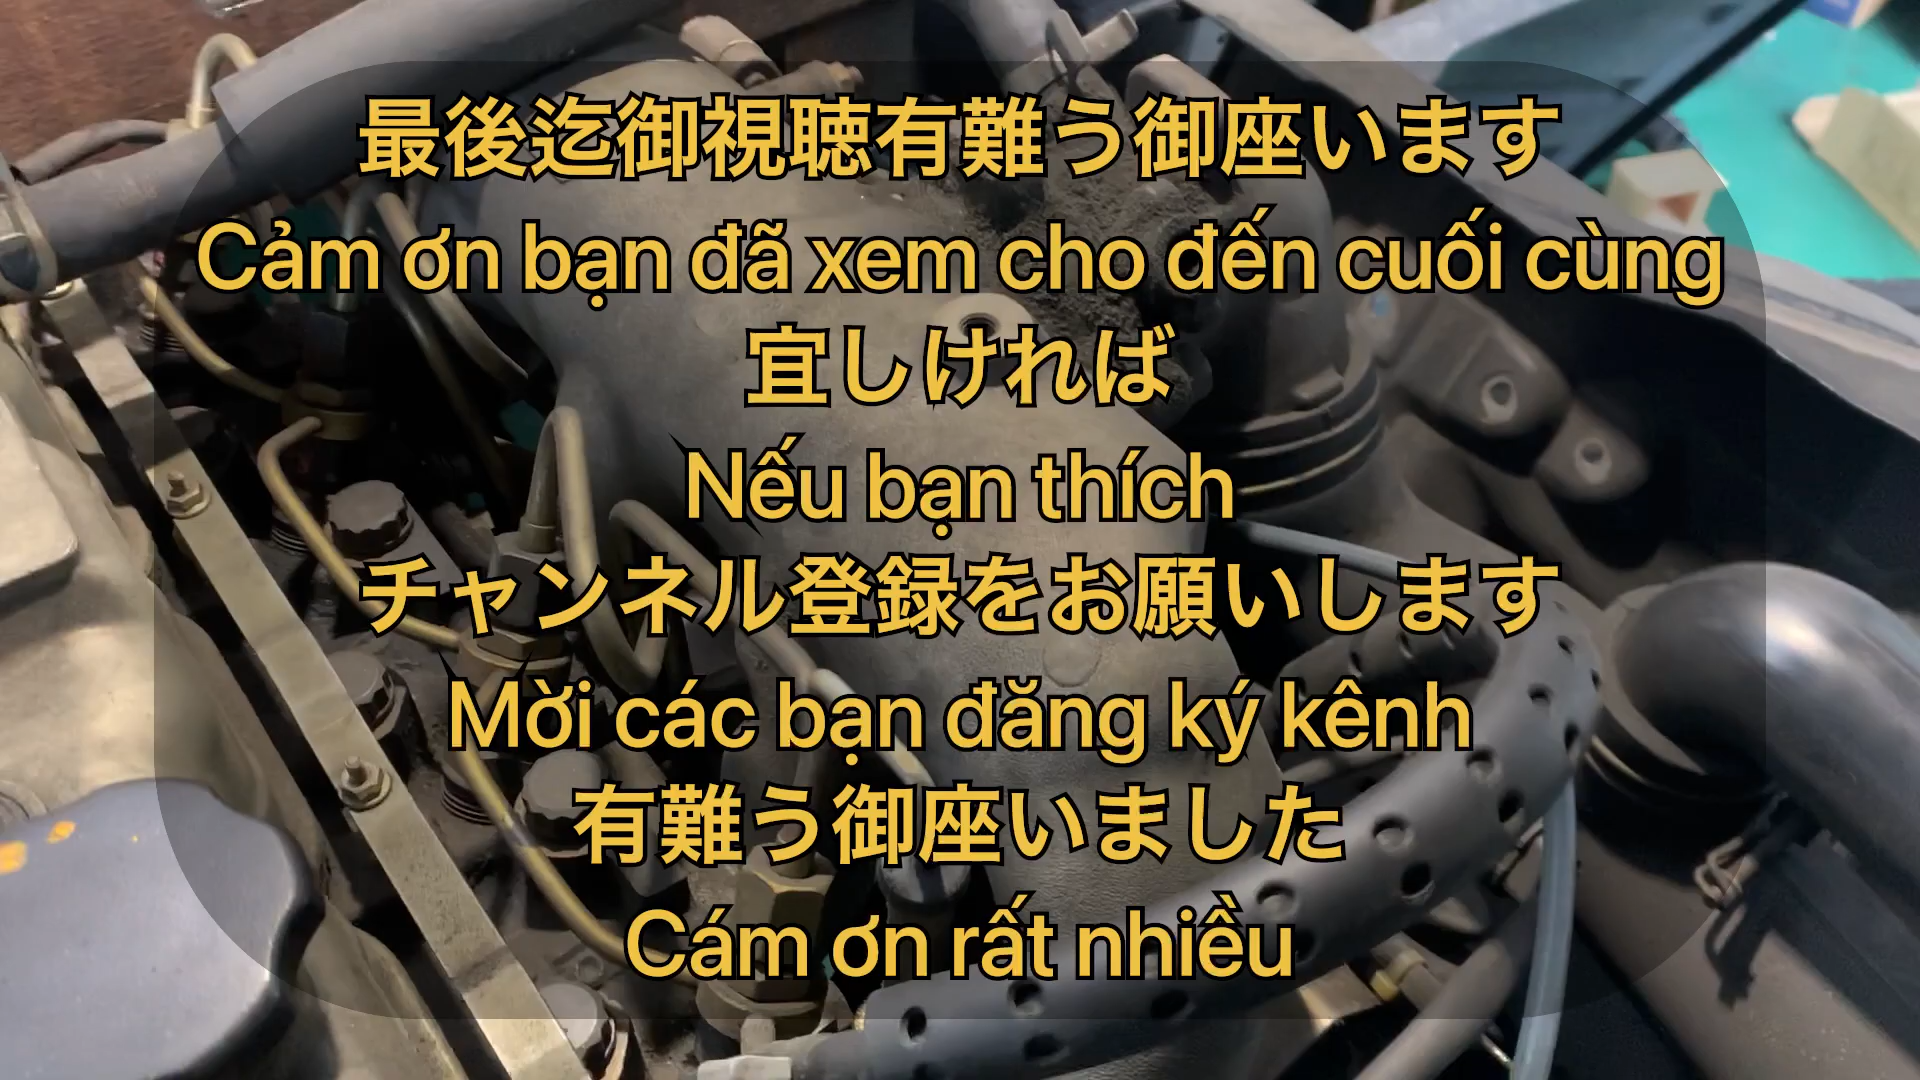 最後迄御視聴有難う御座います
Cảm ơn bạn đã xem cho đến cuối cùng
宜しければ
Nếu bạn thích
チャンネル登録をお願いします
Mời các bạn đăng ký kênh
有難う御座いました
Cám ơn rất nhiều